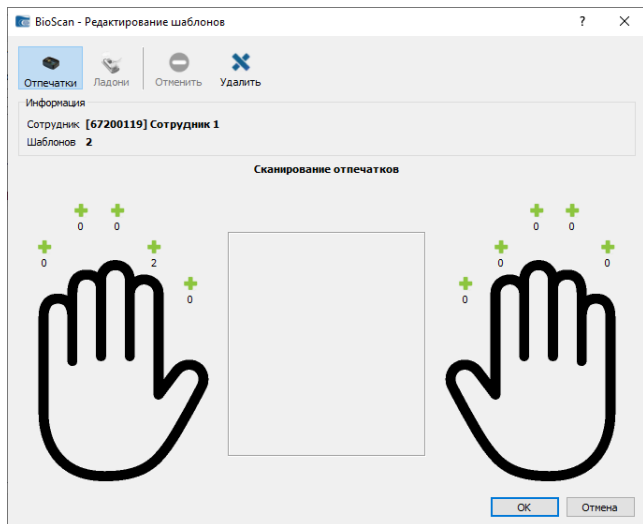 BioScan - Редактирование шаблонов
Отпечатки Ладони Отменить Удалить
Информация
Сотрудник [67200119] Сотрудник 1
Шаблонов 2
Сканирование отпечатков
0 0 0 0
0 2 0 0
0 0
OK Отмена